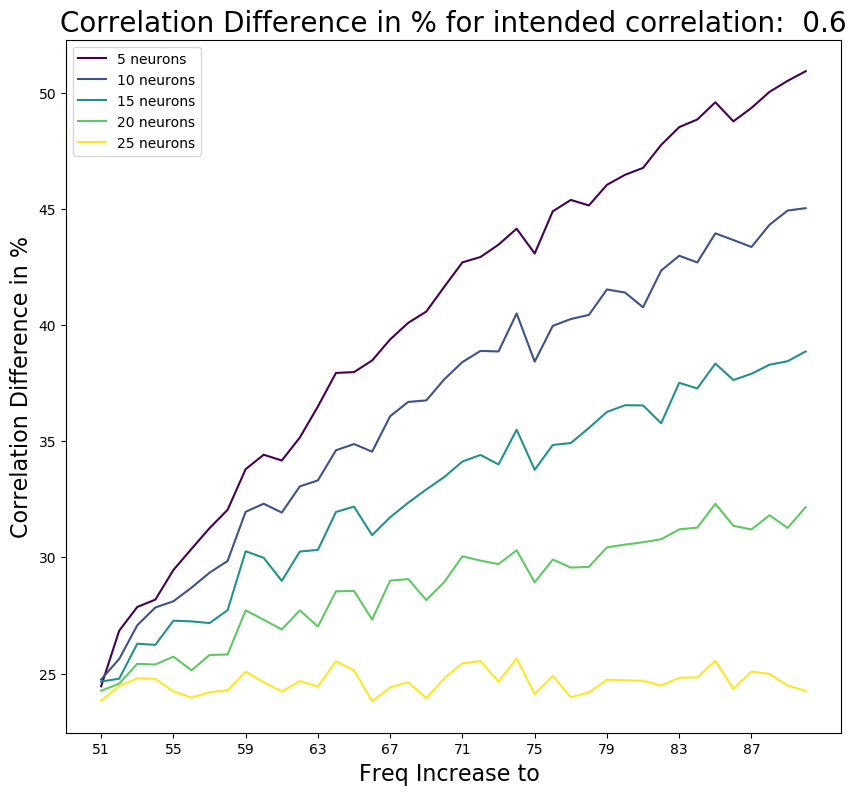 Correlation Difference in % for intended correlation:  0.6
5 neurons
10 neurons
15 neurons
20 neurons
25 neurons
Correlation Difference in %
50
45
40
35
30
25
51 55 59 63 67 71 75 79 83 87
Freq Increase to